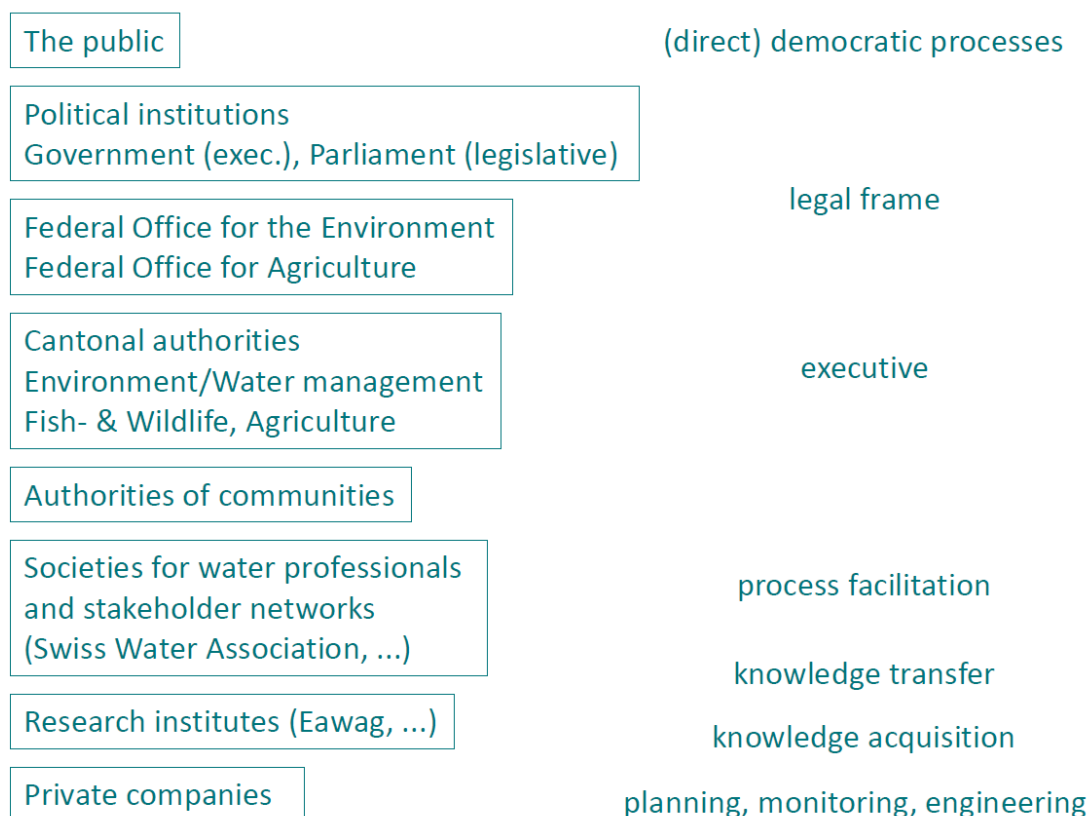 The public
(direct) democratic processes
Political institutions
Government (exec.), Parliament (legislative)
legal frame
Federal Office for the Environment
Federal Office for Agriculture
Cantonal authorities
Environment/Water management
Fish- & Wildlife, Agriculture
executive
Authorities of communities
Societies for water professionals
and stakeholder networks
(Swiss Water Association, ...)
process facilitation
knowledge transfer
Research institutes (Eawag, ...)
knowledge acquisition
Private companies
planning, monitoring, engineering